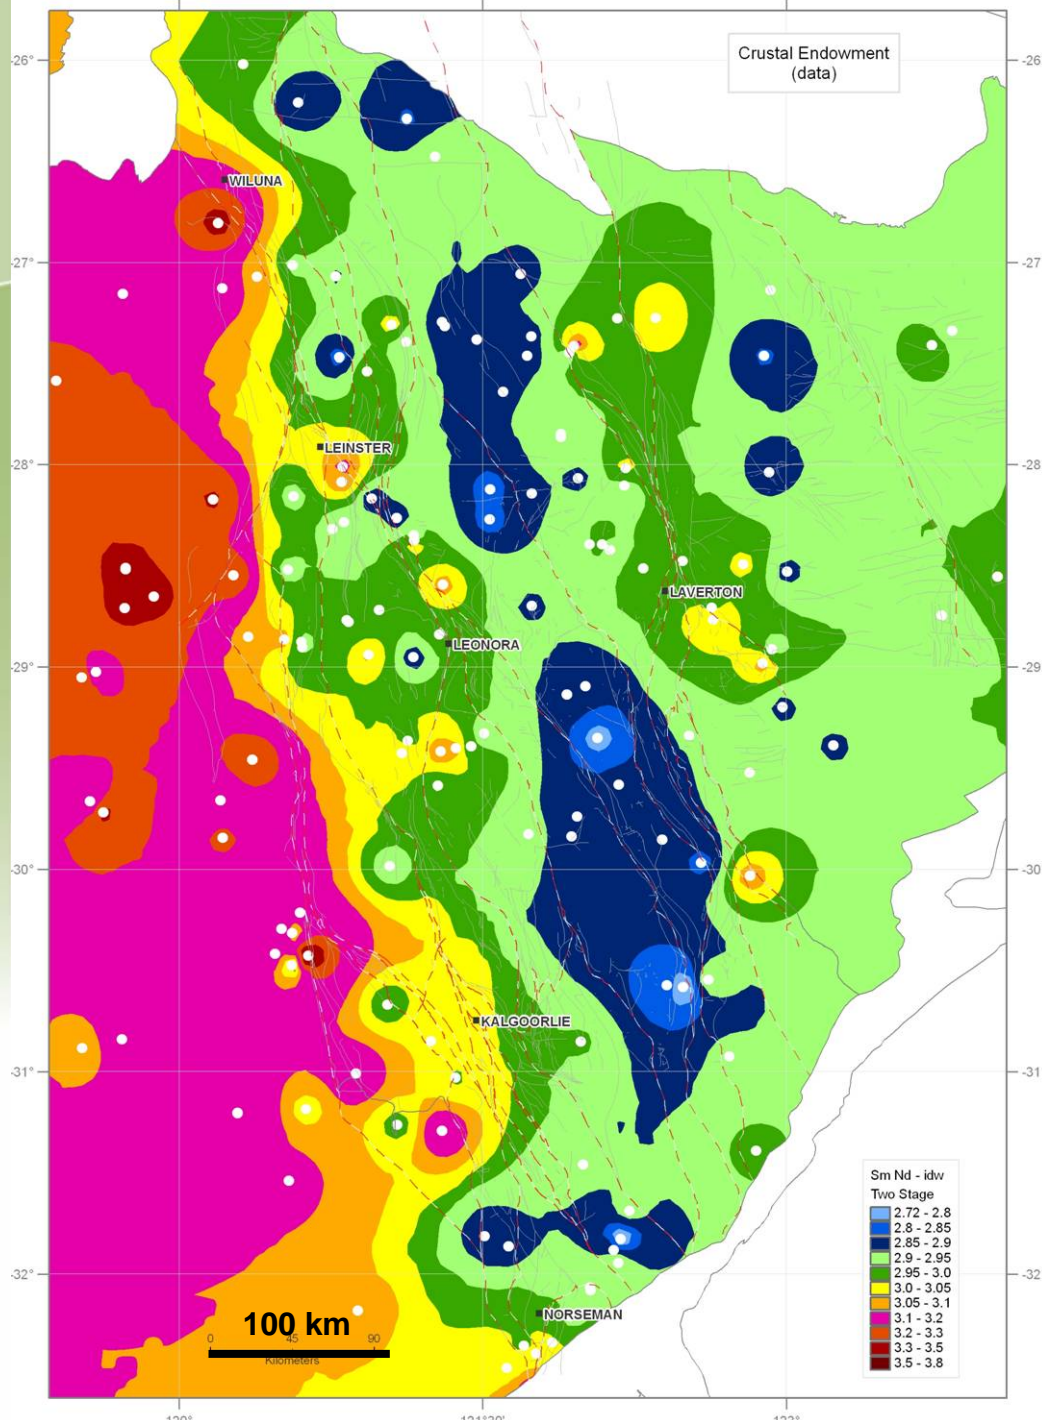 Crustal Endowment
(data)
-26°
-26
WILUNA
-27°
-27
LEINSTER
-28°
-28
LAVERTON
LEONORA
-29°
-29
-30°
-30
KALGOORLIE
-31°
-31
Sm Nd - idw
Two Stage
2.72 - 2.8
2.8 - 2.85
2.85 - 2.9
2.9 - 2.95
2.95 - 3.0
3.0 - 3.05
3.05 - 3.1
3.1 - 3.2
3.2 - 3.3
3.3 - 3.5
3.5 - 3.8
-32°
-32
NORSEMAN
100 km
0 45 90
Kilometers